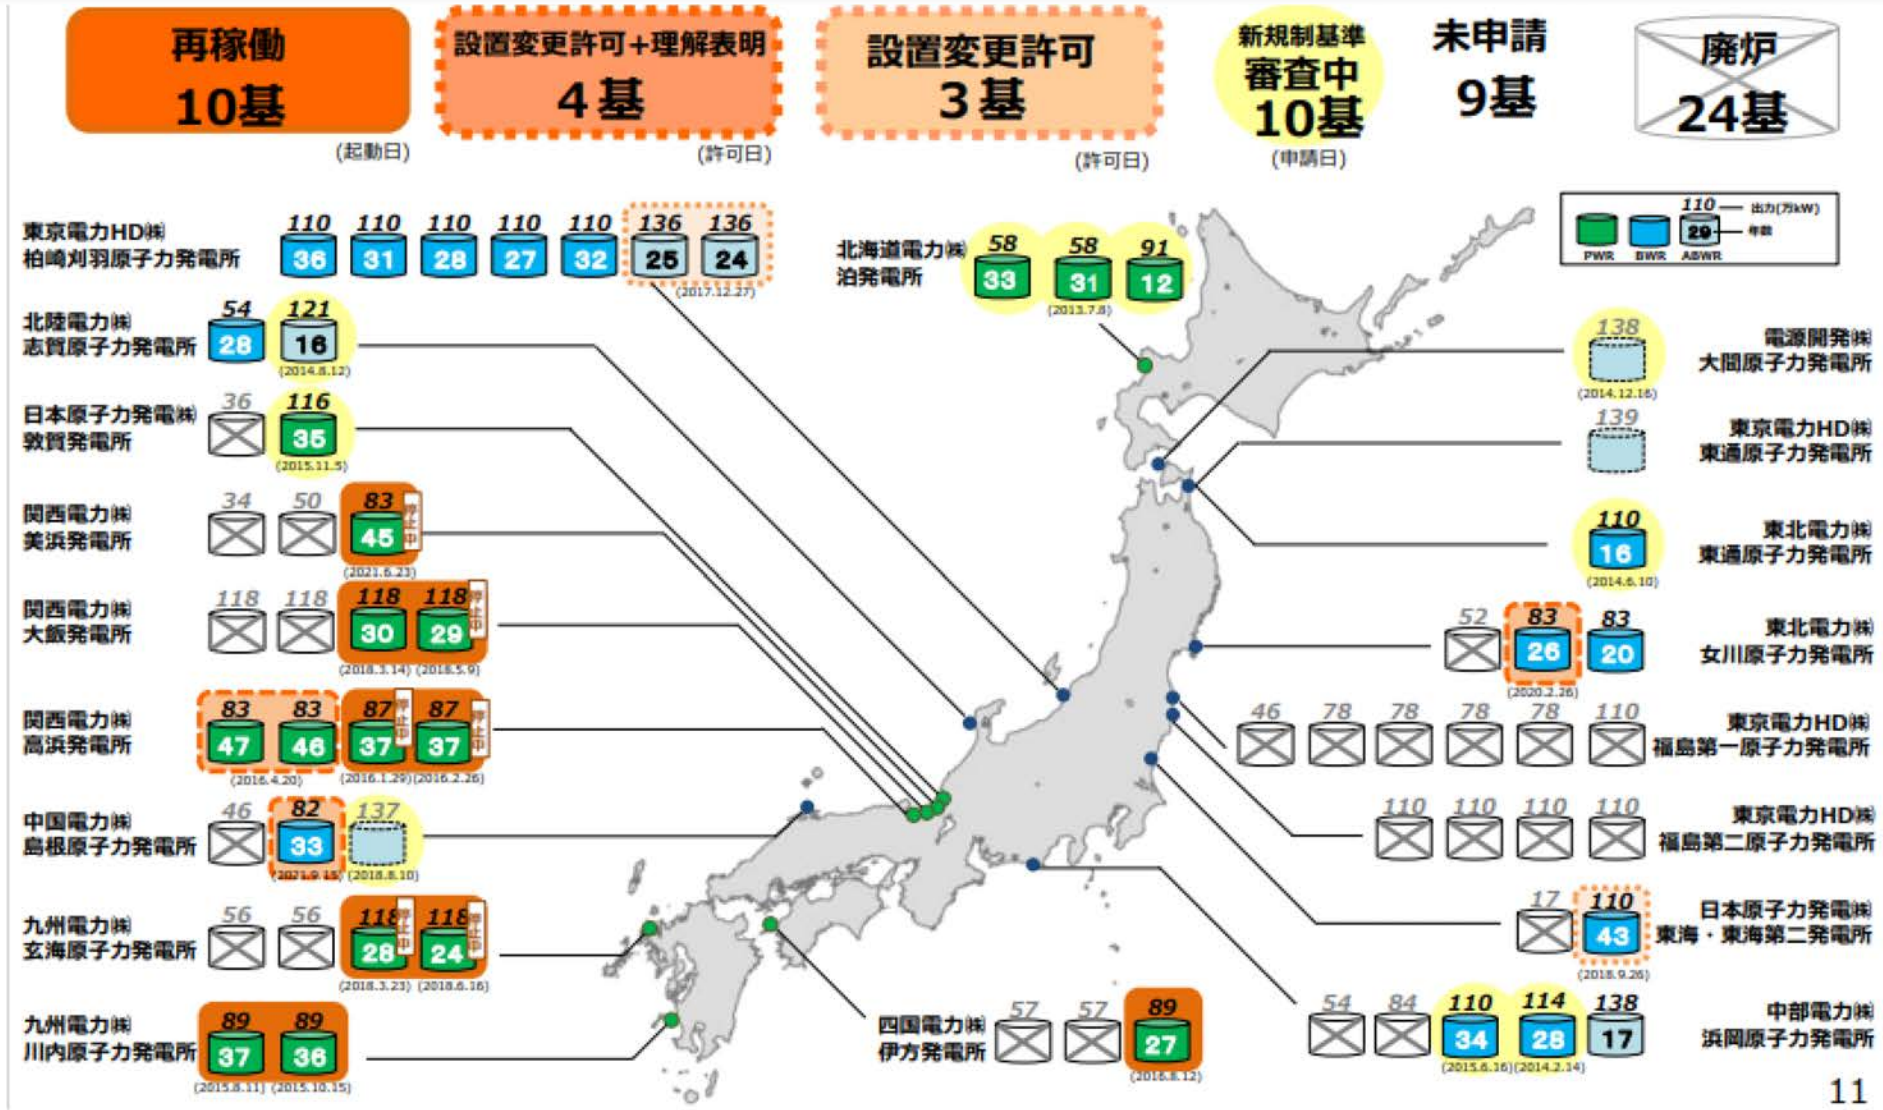 再稼働
10基
(起動日)
設置変更許可+理解表明
4基
(許可日)
設置変更許可
3基
(許可日)
新規制基準
審査中
10基
(申請日)
未申請
9基
廃炉
24基
110 出力(万kW)
29 年数
PWR BWR ABWR
東京電力HD㈱
柏崎刈羽原子力発電所
110 110 110 110 110 136 136
36 31 28 27 32 25 24
(2017.12.27)
北陸電力㈱
志賀原子力発電所
54 121
28 16
(2014.8.12)
日本原子力発電㈱
敦賀発電所
36 116
35
(2015.11.5)
関西電力㈱
美浜発電所
34 50 83
45
停止中
(2021.6.23)
関西電力㈱
大飯発電所
118 118 118 118
30 29
停止中
(2018.3.14) (2018.5.9)
関西電力㈱
高浜発電所
83 83 87 87
47 46 37 37
停止中 停止中
(2016.4.20) (2016.1.29) (2016.2.26)
中国電力㈱
島根原子力発電所
46 82 137
33
(2021.9.15) (2018.8.10)
九州電力㈱
玄海原子力発電所
56 56 118 118
28 24
停止中 停止中
(2018.3.23) (2018.6.16)
九州電力㈱
川内原子力発電所
89 89
37 36
(2015.8.11) (2015.10.15)
北海道電力㈱
泊発電所
58 58 91
33 31 12
(2013.7.8)
四国電力㈱
伊方発電所
57 57 89
27
(2016.8.12)
138
電源開発㈱
大間原子力発電所
(2014.12.16)
139
東京電力HD㈱
東通原子力発電所
110
16
東北電力㈱
東通原子力発電所
(2014.6.10)
52 83 83
26 20
東北電力㈱
女川原子力発電所
(2020.2.26)
46 78 78 78 78 110
東京電力HD㈱
福島第一原子力発電所
110 110 110 110
東京電力HD㈱
福島第二原子力発電所
17 110
43
日本原子力発電㈱
東海・東海第二発電所
(2018.9.26)
54 84 110 114 138
34 28 17
中部電力㈱
浜岡原子力発電所
(2015.6.16) (2014.2.14)
11